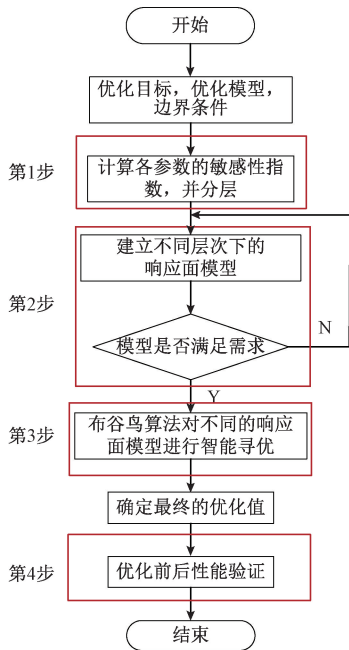 开始
优化目标，优化模型，
边界条件
第1步
计算各参数的敏感性指
数，并分层
建立不同层次下的
响应面模型
第2步
模型是否满足需求
N
Y
第3步
布谷鸟算法对不同的响应
面模型进行智能寻优
确定最终的优化值
第4步
优化前后性能验证
结束